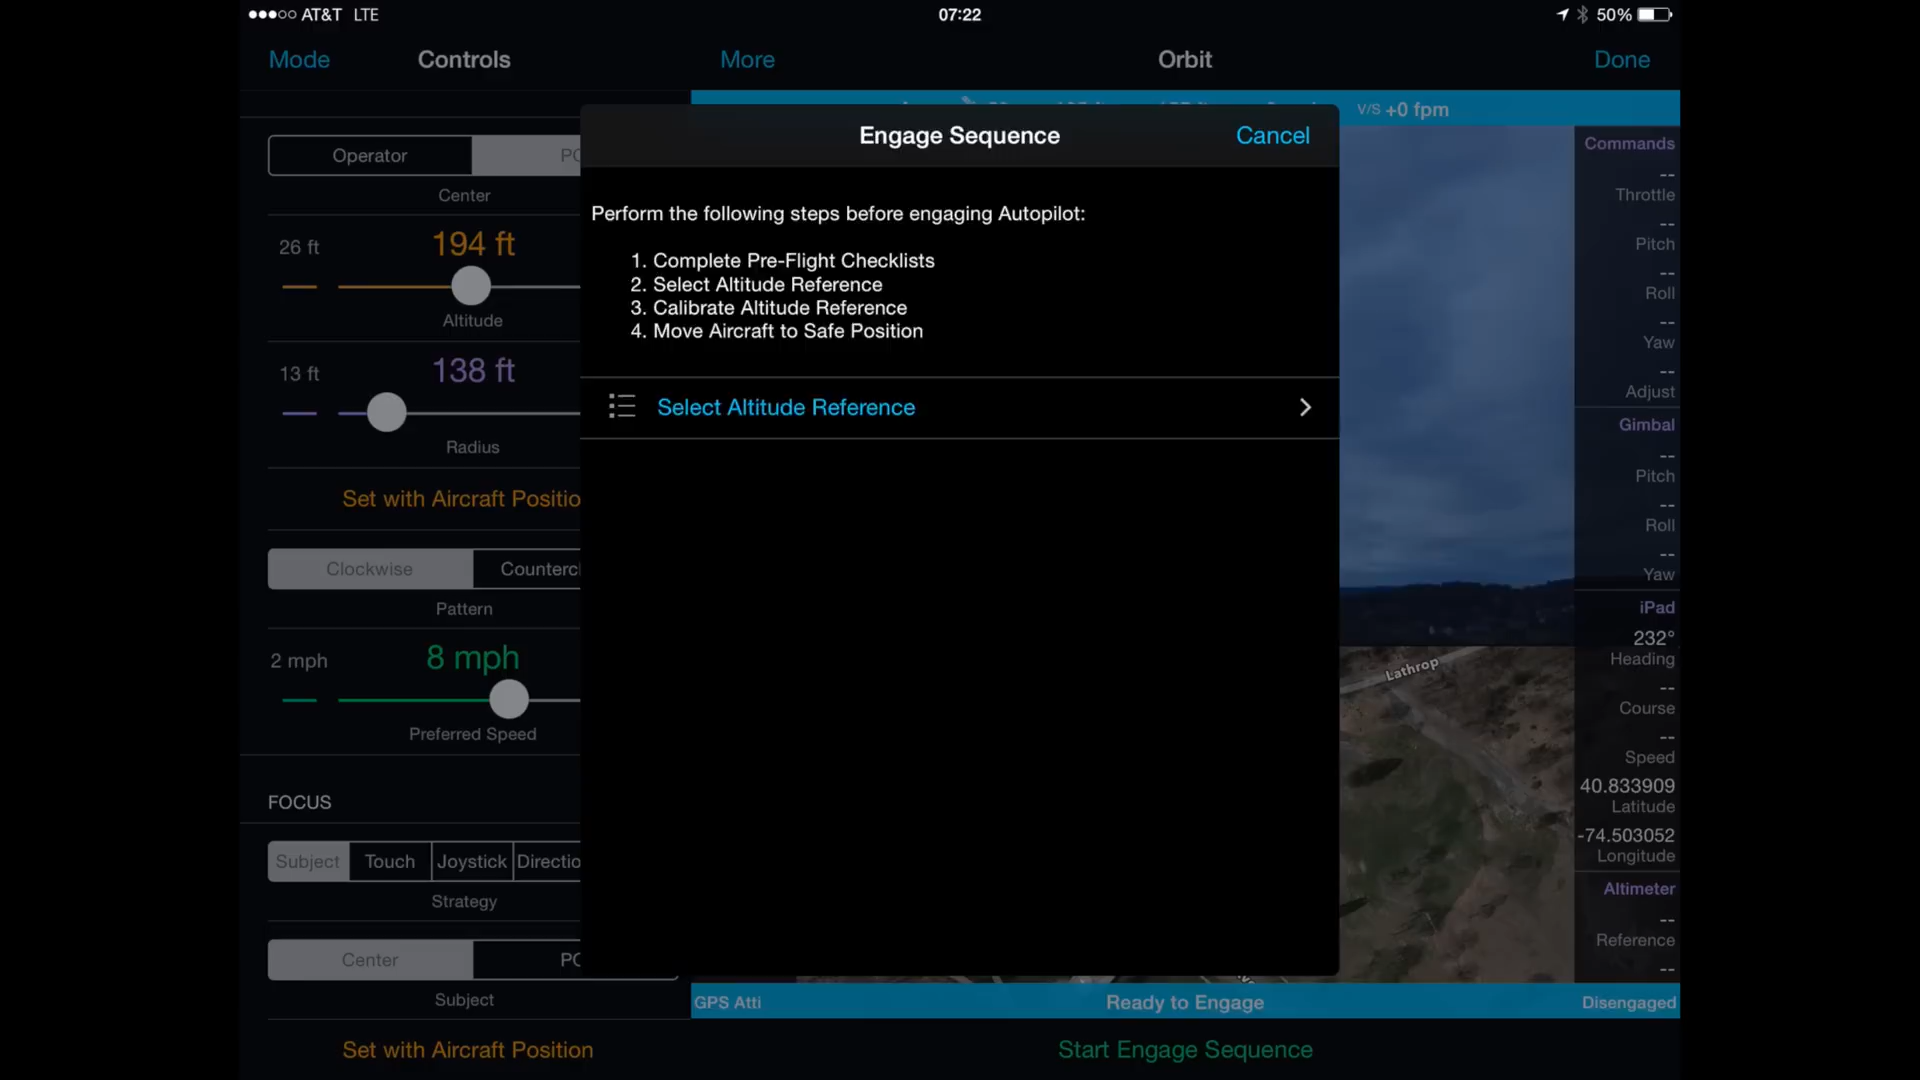 AT&T LTE
07:22
50%
Mode
Controls
More
Orbit
Done
V/S +0 fpm
Engage Sequence
Cancel
Perform the following steps before engaging Autopilot:
1. Complete Pre-Flight Checklists
2. Select Altitude Reference
3. Calibrate Altitude Reference
4. Move Aircraft to Safe Position
Select Altitude Reference
Operator
Center
26 ft
194 ft
Altitude
13 ft
138 ft
Radius
Set with Aircraft Positio
Clockwise
Counterc
Pattern
2 mph
8 mph
Preferred Speed
FOCUS
Subject
Touch
Joystick
Directio
Strategy
Center
Subject
Set with Aircraft Position
Lathrop
Commands
--
Throttle
--
Pitch
--
Roll
--
Yaw
--
Adjust
Gimbal
--
Pitch
--
Roll
--
Yaw
iPad
232°
Heading
--
Course
--
Speed
40.833909
Latitude
-74.503052
Longitude
Altimeter
--
Reference
--
GPS Atti
Ready to Engage
Disengaged
Start Engage Sequence